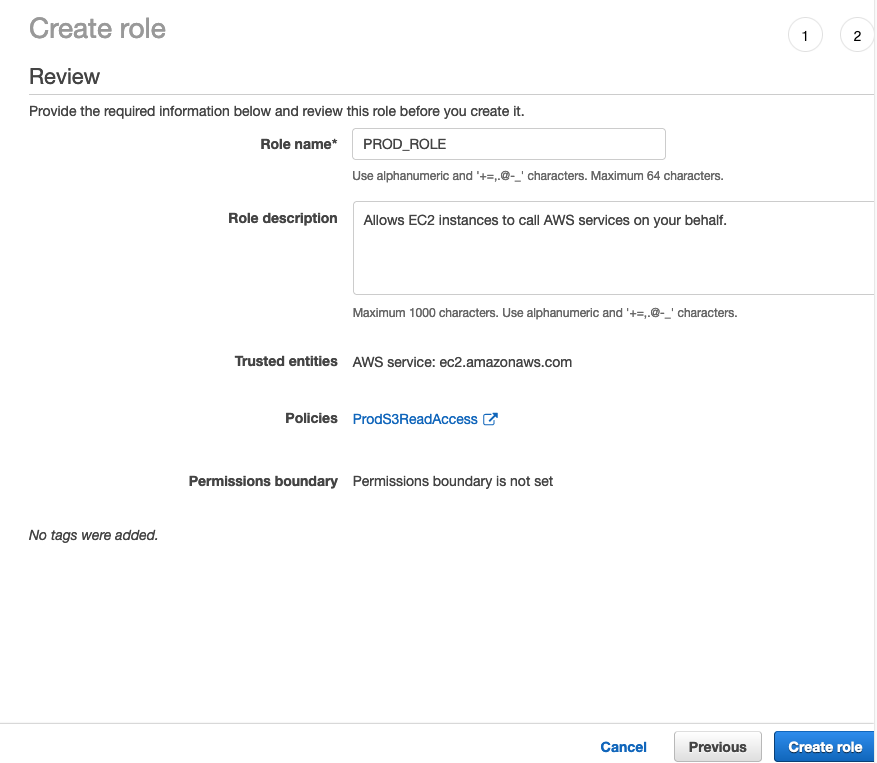 Create role
1 2
Review
Provide the required information below and review this role before you create it.
Role name* PROD_ROLE
Use alphanumeric and '+=,.@-_' characters. Maximum 64 characters.
Role description Allows EC2 instances to call AWS services on your behalf.
Maximum 1000 characters. Use alphanumeric and '+=,.@-_' characters.
Trusted entities AWS service: ec2.amazonaws.com
Policies ProdS3ReadAccess
Permissions boundary Permissions boundary is not set
No tags were added.
Cancel Previous Create role